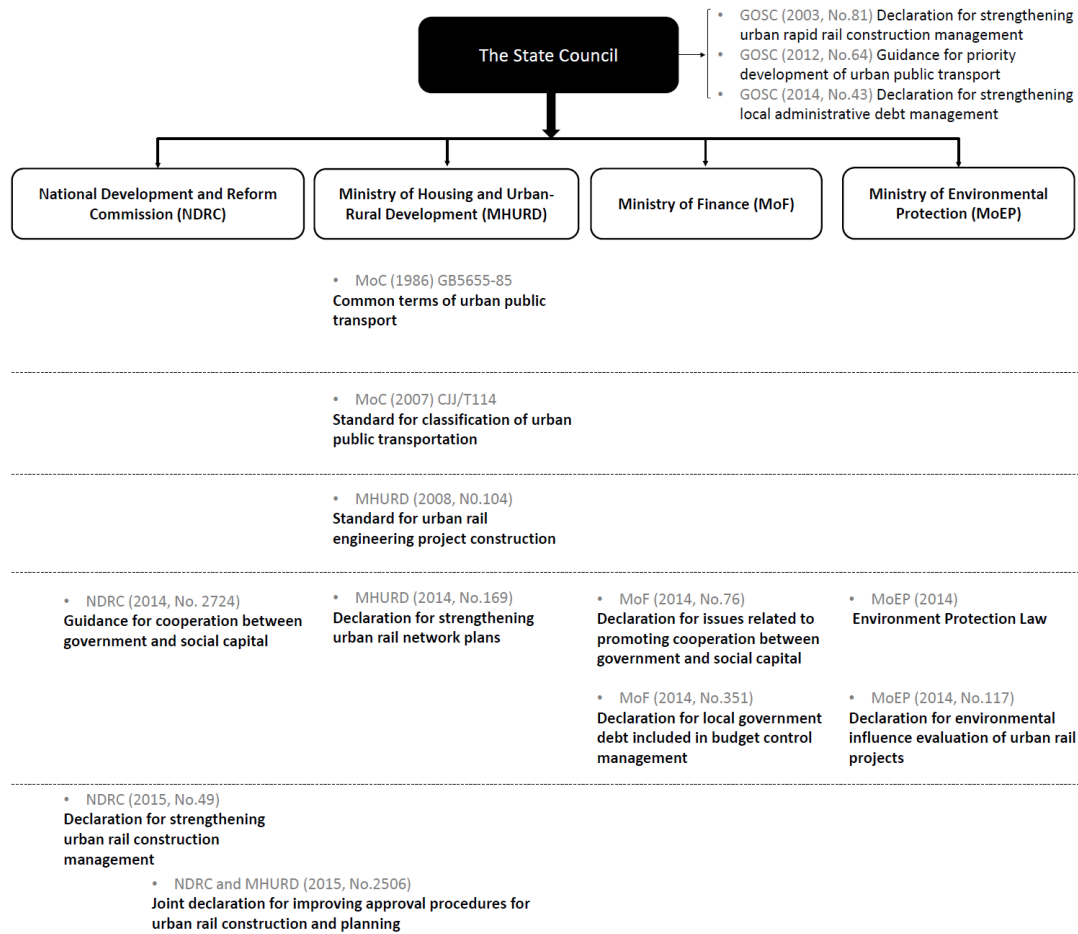 The State Council
• GOSC (2003, No.81) Declaration for strengthening
urban rapid rail construction management
• GOSC (2012, No.64) Guidance for priority
development of urban public transport
• GOSC (2014, No.43) Declaration for strengthening
local administrative debt management
National Development and Reform
Commission (NDRC)
Ministry of Housing and Urban-
Rural Development (MHURD)
Ministry of Finance (MoF)
Ministry of Environmental
Protection (MoEP)
• MoC (1986) GB5655-85
Common terms of urban public
transport
• MoC (2007) CJJ/T114
Standard for classification of urban
public transportation
• MHURD (2008, N0.104)
Standard for urban rail
engineering project construction
• NDRC (2014, No. 2724)
Guidance for cooperation between
government and social capital
• MHURD (2014, No.169)
Declaration for strengthening
urban rail network plans
• MoF (2014, No.76)
Declaration for issues related to
promoting cooperation between
government and social capital
• MoEP (2014)
Environment Protection Law
• MoF (2014, No.351)
Declaration for local government
debt included in budget control
management
• MoEP (2014, No.117)
Declaration for environmental
influence evaluation of urban rail
projects
• NDRC (2015, No.49)
Declaration for strengthening
urban rail construction
management
• NDRC and MHURD (2015, No.2506)
Joint declaration for improving approval procedures for
urban rail construction and planning